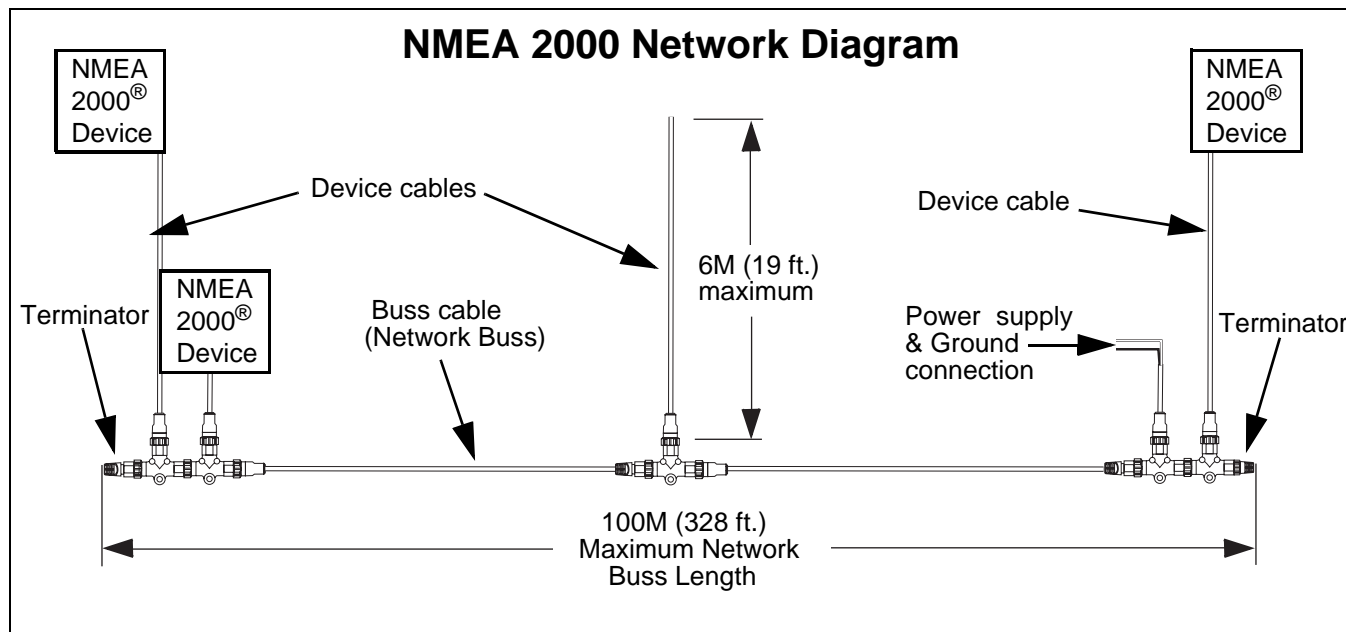 NMEA 2000 Network Diagram
NMEA
2000®
Device
NMEA
2000®
Device
Device cables
Device cable
6M (19 ft.)
maximum
NMEA
2000®
Device
Terminator
Buss cable
(Network Buss)
Power supply
& Ground
connection
Terminator
100M (328 ft.)
Maximum Network
Buss Length